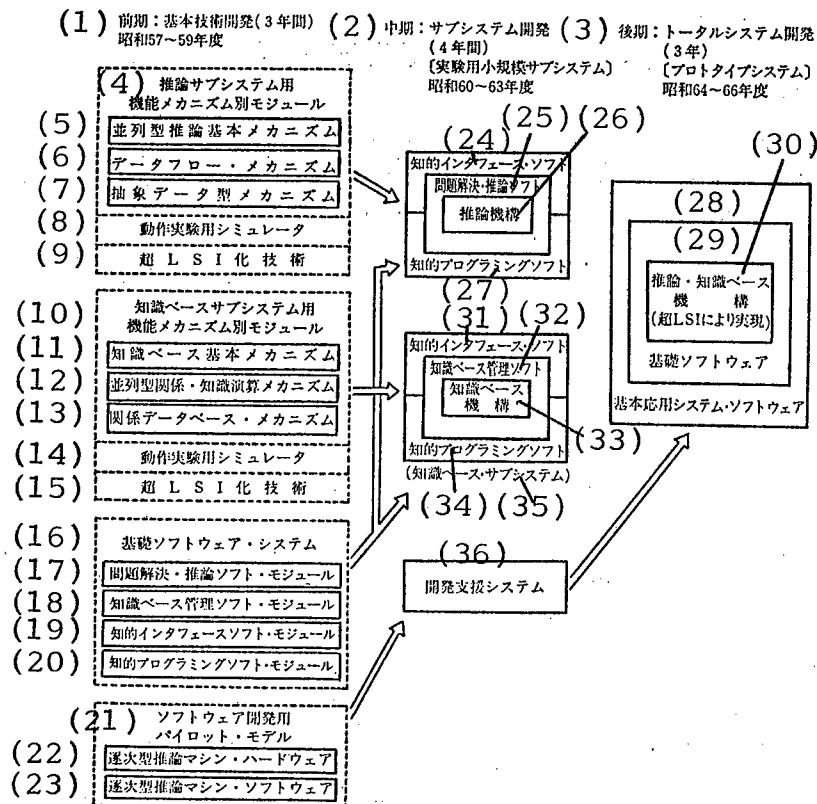 (1) 前期：基本技術開発(3年間)
昭和57～59年度
(2) 中期：サブシステム開発
(4年間)
〔実験用小規模サブシステム〕
昭和60～63年度
(3) 後期：トータルシステム開発
(3年)
〔プロトタイプシステム〕
昭和64～66年度
(4) 推論サブシステム用
機能メカニズム別モジュール
(5) 並列型推論基本メカニズム
(6) データフロー・メカニズム
(7) 抽象データ型メカニズム
(8) 動作実験用シミュレータ
(9) 超LSI化技術
(10) 知識ベースサブシステム用
機能メカニズム別モジュール
(11) 知識ベース基本メカニズム
(12) 並列型関係・知識演算メカニズム
(13) 関係データベース・メカニズム
(14) 動作実験用シミュレータ
(15) 超LSI化技術
(16) 基礎ソフトウェア・システム
(17) 問題解決・推論ソフト・モジュール
(18) 知識ベース管理ソフト・モジュール
(19) 知的インタフェースソフト・モジュール
(20) 知的プログラミングソフト・モジュール
(21) ソフトウェア開発用
パイロット・モデル
(22) 逐次型推論マシン・ハードウェア
(23) 逐次型推論マシン・ソフトウェア
(24) (25) (26)
知的インタフェース・ソフト
問題解決・推論ソフト
推論機構
知的プログラミングソフト
(27)
(31) (32)
知的インタフェース・ソフト
知識ベース管理ソフト
知識ベース
機構
(33)
知的プログラミングソフト
(知識ベース・サブシステム)
(34) (35)
(36)
開発支援システム
(30)
(28)
(29)
推論・知識ベース
機構
(超LSIにより実現)
基礎ソフトウェア
基本応用システム・ソフトウェア